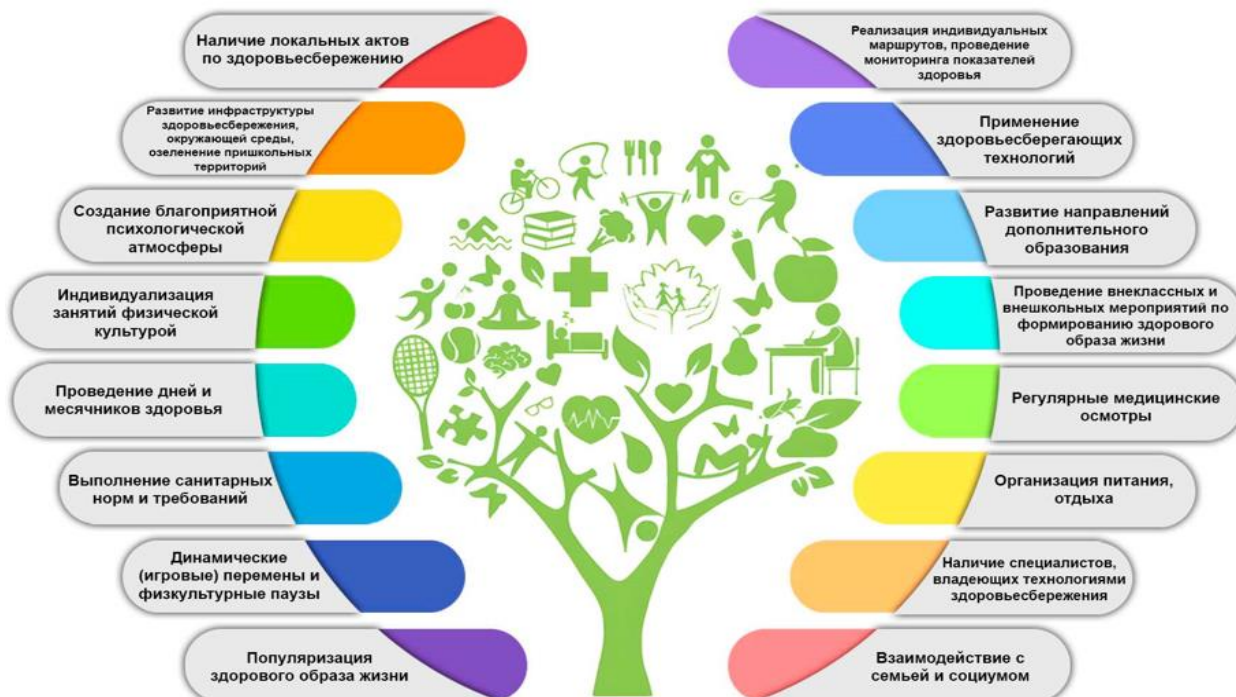 Наличие локальных актов
по здоровьесбережению
Развитие инфраструктуры
здоровьесбережения,
окружающей среды,
озеленение пришкольных
территорий
Создание благоприятной
психологической
атмосферы
Индивидуализация
занятий физической
культурой
Проведение дней и
месячников здоровья
Выполнение санитарных
норм и требований
Динамические
(игровые) перемены и
физкультурные паузы
Популяризация
здорового образа жизни
Реализация индивидуальных
маршрутов, проведение
мониторинга показателей
здоровья
Применение
здоровьесберегающих
технологий
Развитие направлений
дополнительного
образования
Проведение внеклассных и
внешкольных мероприятий по
формированию здорового
образа жизни
Регулярные медицинские
осмотры
Организация питания,
отдыха
Наличие специалистов,
владеющих технологиями
здоровьесбережения
Взаимодействие с
семьей и социумом